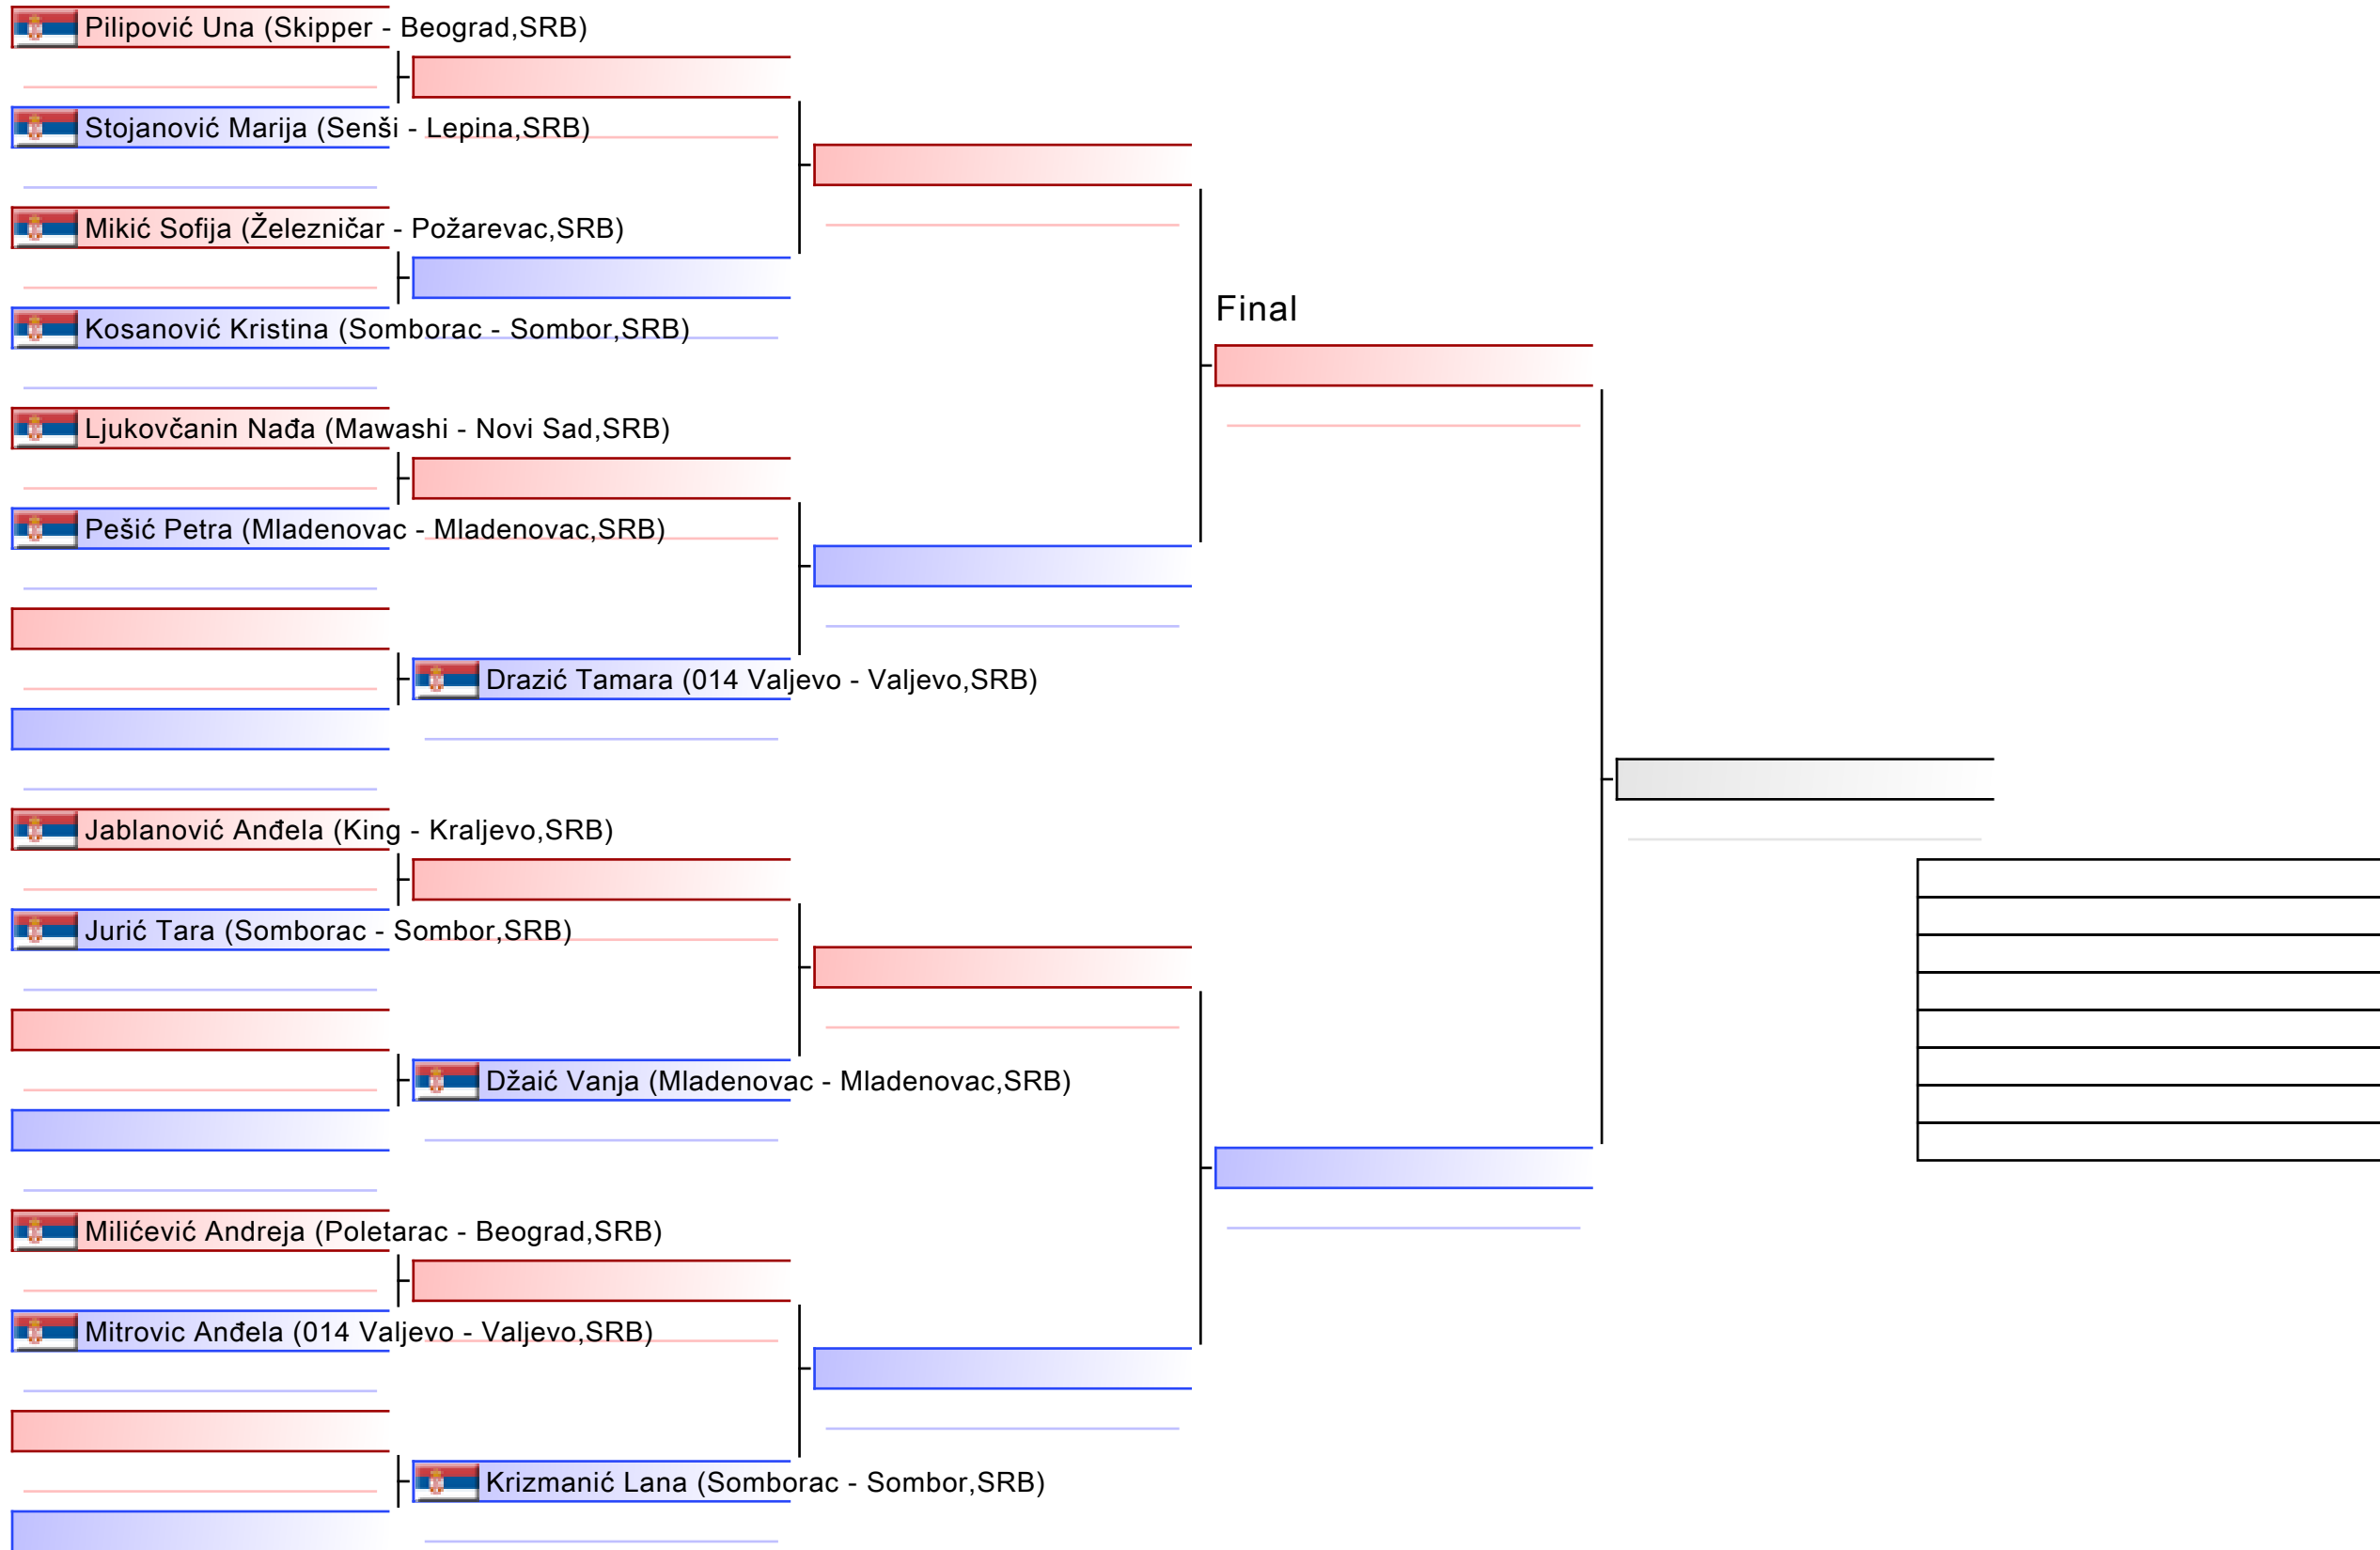 Pilipović Una (Skipper - Beograd,SRB)
Stojanović Marija (Senši - Lepina,SRB)
Mikić Sofija (Železničar - Požarevac,SRB)
Final
Kosanović Kristina (Somborac - Sombor,SRB)
Ljukovčanin Nađa (Mawashi - Novi Sad,SRB)
Pešić Petra (Mladenovac - Mladenovac,SRB)
Drazić Tamara (014 Valjevo - Valjevo,SRB)
Jablanović Anđela (King - Kraljevo,SRB)
Jurić Tara (Somborac - Sombor,SRB)
Džaić Vanja (Mladenovac - Mladenovac,SRB)
Milićević Andreja (Poletarac - Beograd,SRB)
Mitrovic Anđela (014 Valjevo - Valjevo,SRB)
Krizmanić Lana (Somborac - Sombor,SRB)